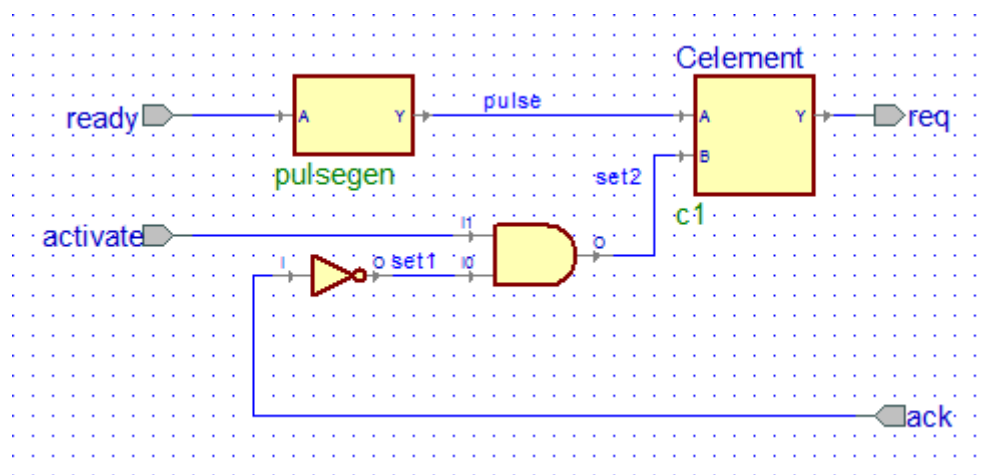 Celement
ready
A
Y
pulse
A
Y
req
pulsegen
B
set2
c1
activate
I1
O
I
O
set1
I0
ack